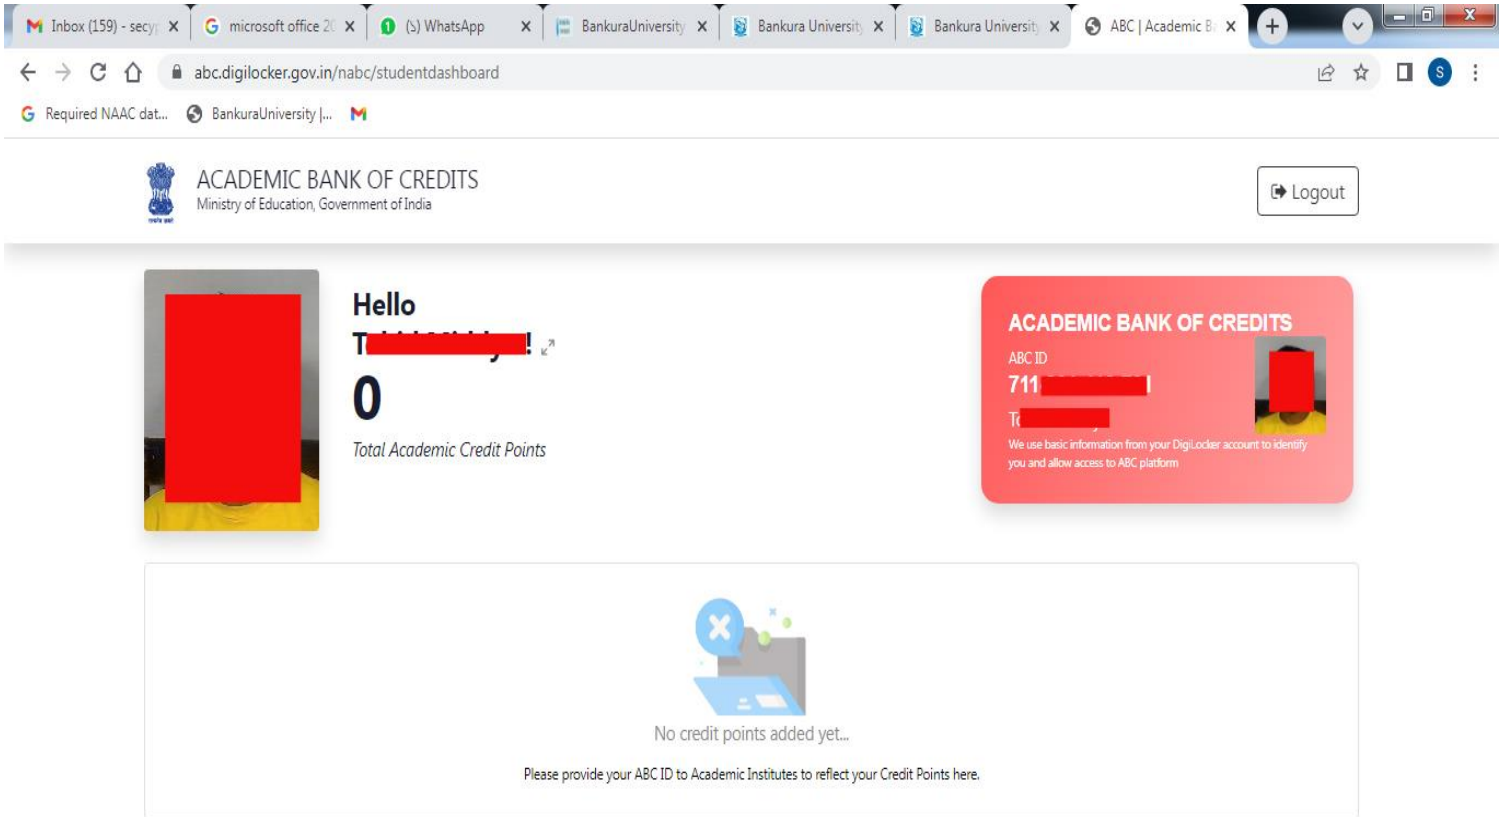 Inbox (159) - secy
microsoft office 2
WhatsApp
BankuraUniversity
Bankura University
Bankura University
ABC | Academic B
abc.digilocker.gov.in/nabc/studentdashboard
S
Required NAAC dat...
BankuraUniversity |...
ACADEMIC BANK OF CREDITS
Ministry of Education, Government of India
Logout
Hello
!
0
Total Academic Credit Points
ACADEMIC BANK OF CREDITS
ABC ID
711
We use basic information from your DigiLocker account to identify
you and allow access to ABC platform
No credit points added yet...
Please provide your ABC ID to Academic Institutes to reflect your Credit Points here.